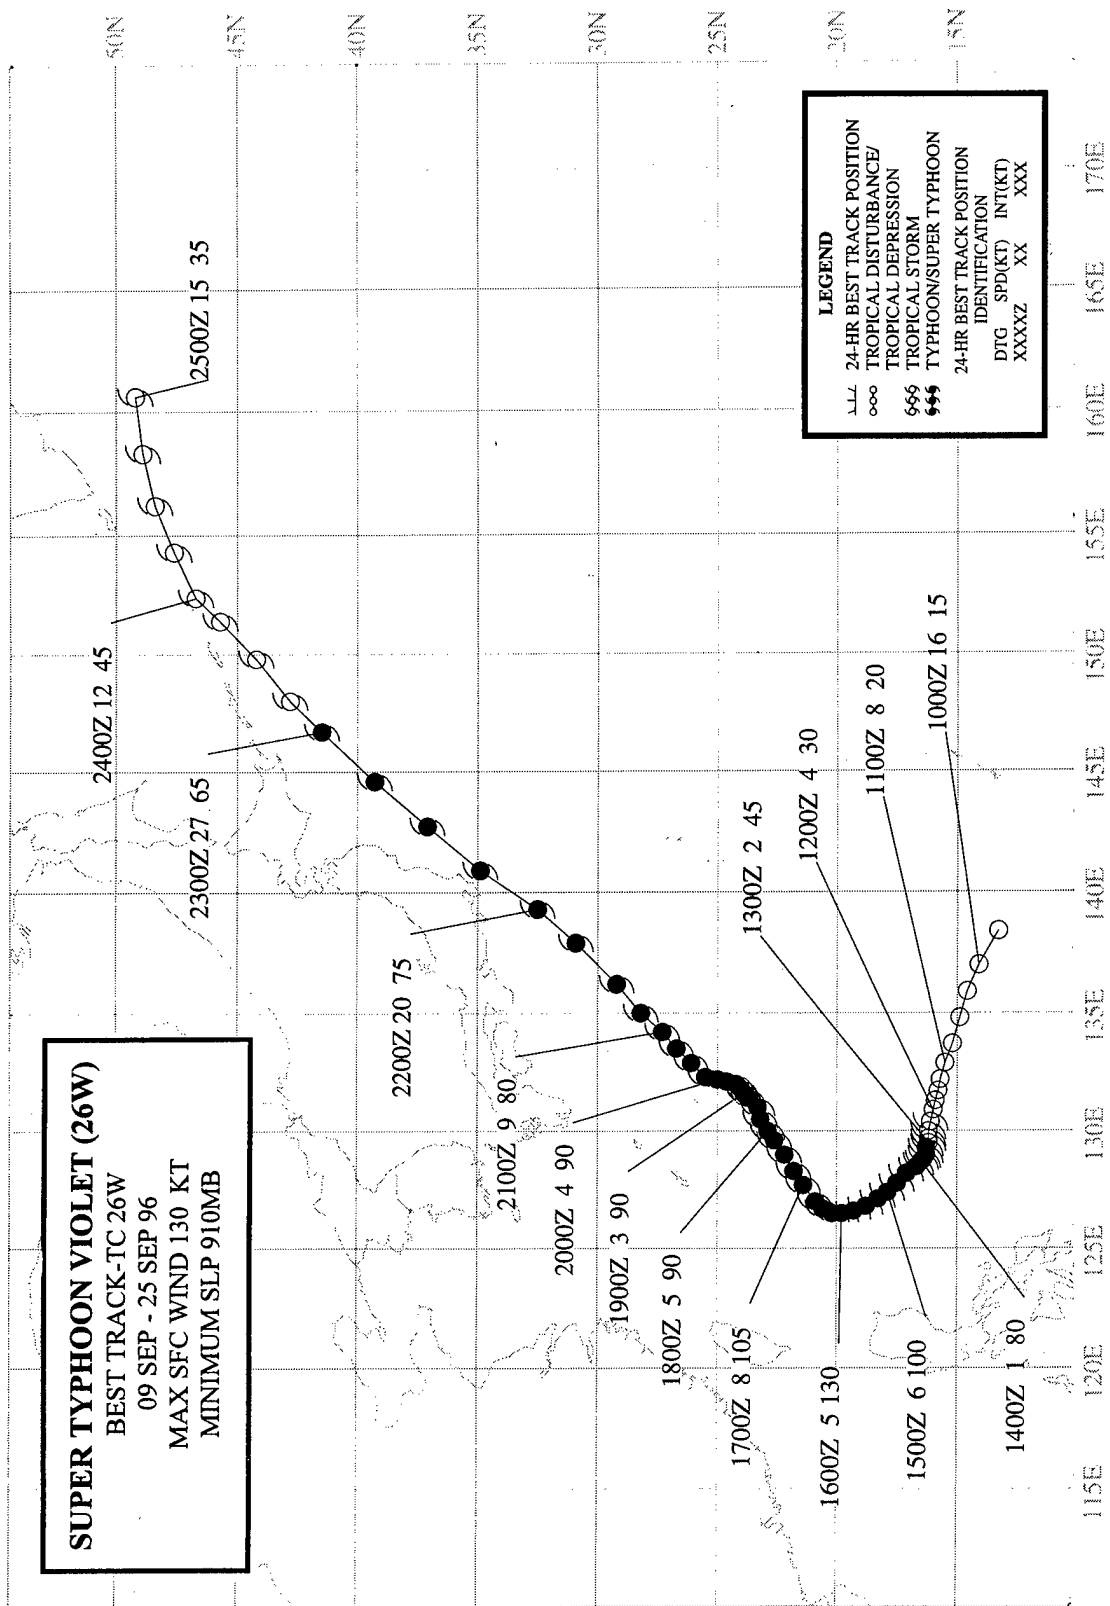 SUPER TYPHOON VIOLET (26W)
BEST TRACK-TC 26W
09 SEP - 25 SEP 96
MAX SFC WIND 130 KT
MINIMUM SLP 910MB
LEGEND
24-HR BEST TRACK POSITION
TROPICAL DISTURBANCE/
TROPICAL DEPRESSION
TROPICAL STORM
TYPHOON/SUPER TYPHOON
24-HR BEST TRACK POSITION
IDENTIFICATION
DTG SPD(KT) INT(KT)
XXXXZ XX XXX
2500Z 15 35
2400Z 12 45
2300Z 27 65
2200Z 20 75
2100Z 9 80
2000Z 4 90
1900Z 3 90
1800Z 5 90
1700Z 8 105
1600Z 5 130
1500Z 6 100
1400Z 1 80
1300Z 2 45
1200Z 4 30
1100Z 8 20
1000Z 16 15
50N
45N
40N
35N
30N
25N
20N
15N
115E
120E
125E
130E
135E
140E
145E
150E
155E
160E
165E
170E